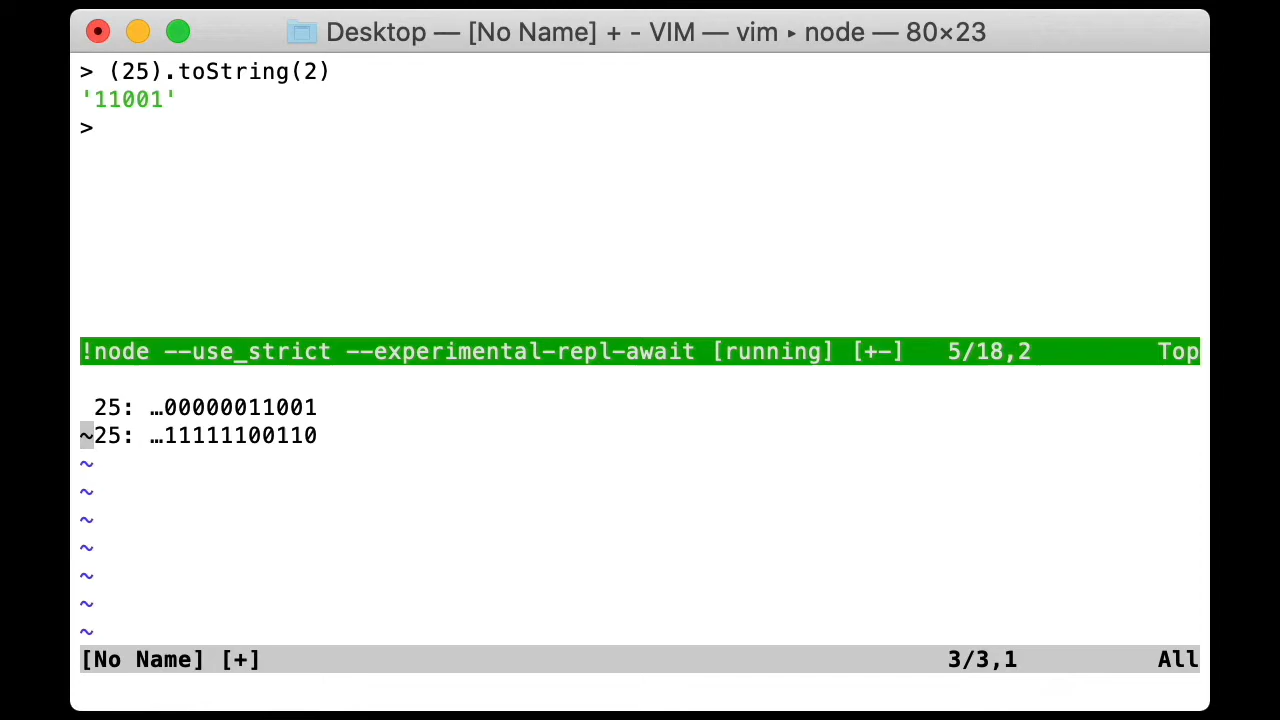 Desktop — [No Name] + - VIM — vim ▸ node — 80×23
> (25).toString(2)
'11001'
>
!node --use_strict --experimental-repl-await [running] [+-] 5/18,2 Top
25: …00000011001
~25: …11111100110
~
~
~
~
~
~
~
[No Name] [+] 3/3,1 All